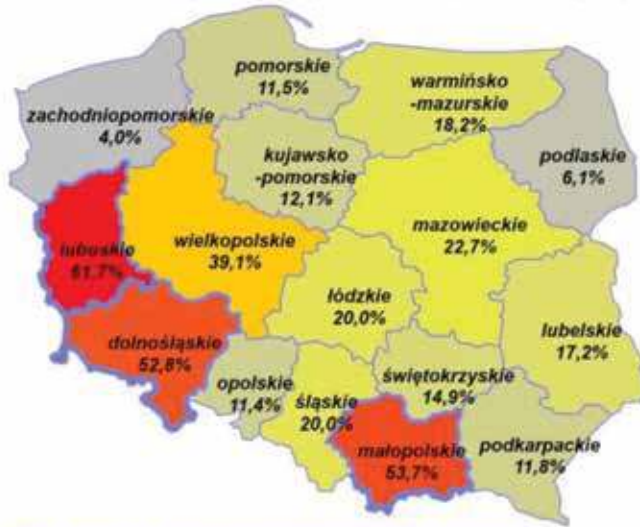 pomorskie
11,5%
warmińsko
-mazurskie
18,2%
zachodniopomorskie
4,0%
kujawsko
-pomorskie
12,1%
podlaskie
6,1%
lubuskie
61,7%
wielkopolskie
39,1%
mazowieckie
22,7%
łódzkie
20,0%
lubelskie
17,2%
dolnośląskie
52,8%
opolskie
11,4%
śląskie
20,0%
świętokrzyskie
14,9%
małopolskie
53,7%
podkarpackie
11,8%